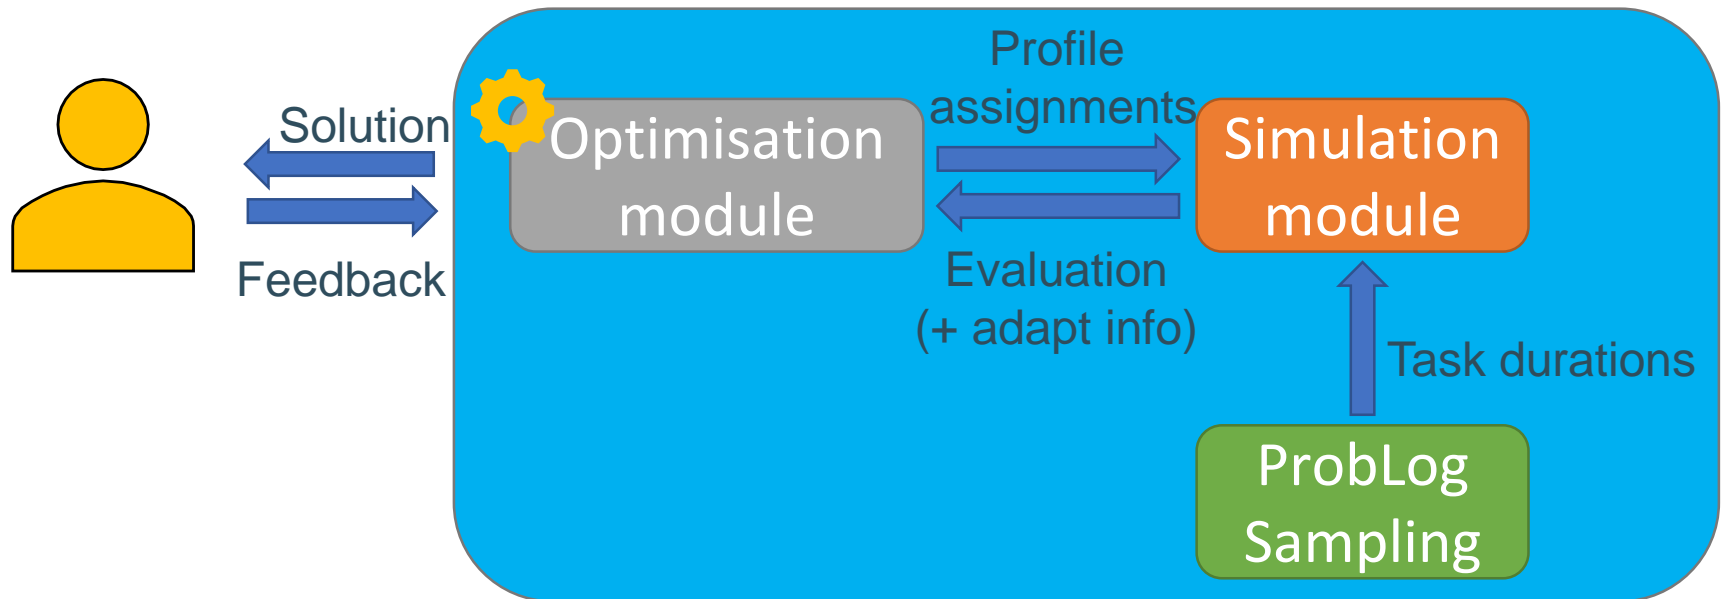 Solution
Feedback
Optimisation
module
Profile
assignments
Evaluation
(+ adapt info)
Simulation
module
Task durations
ProbLog
Sampling